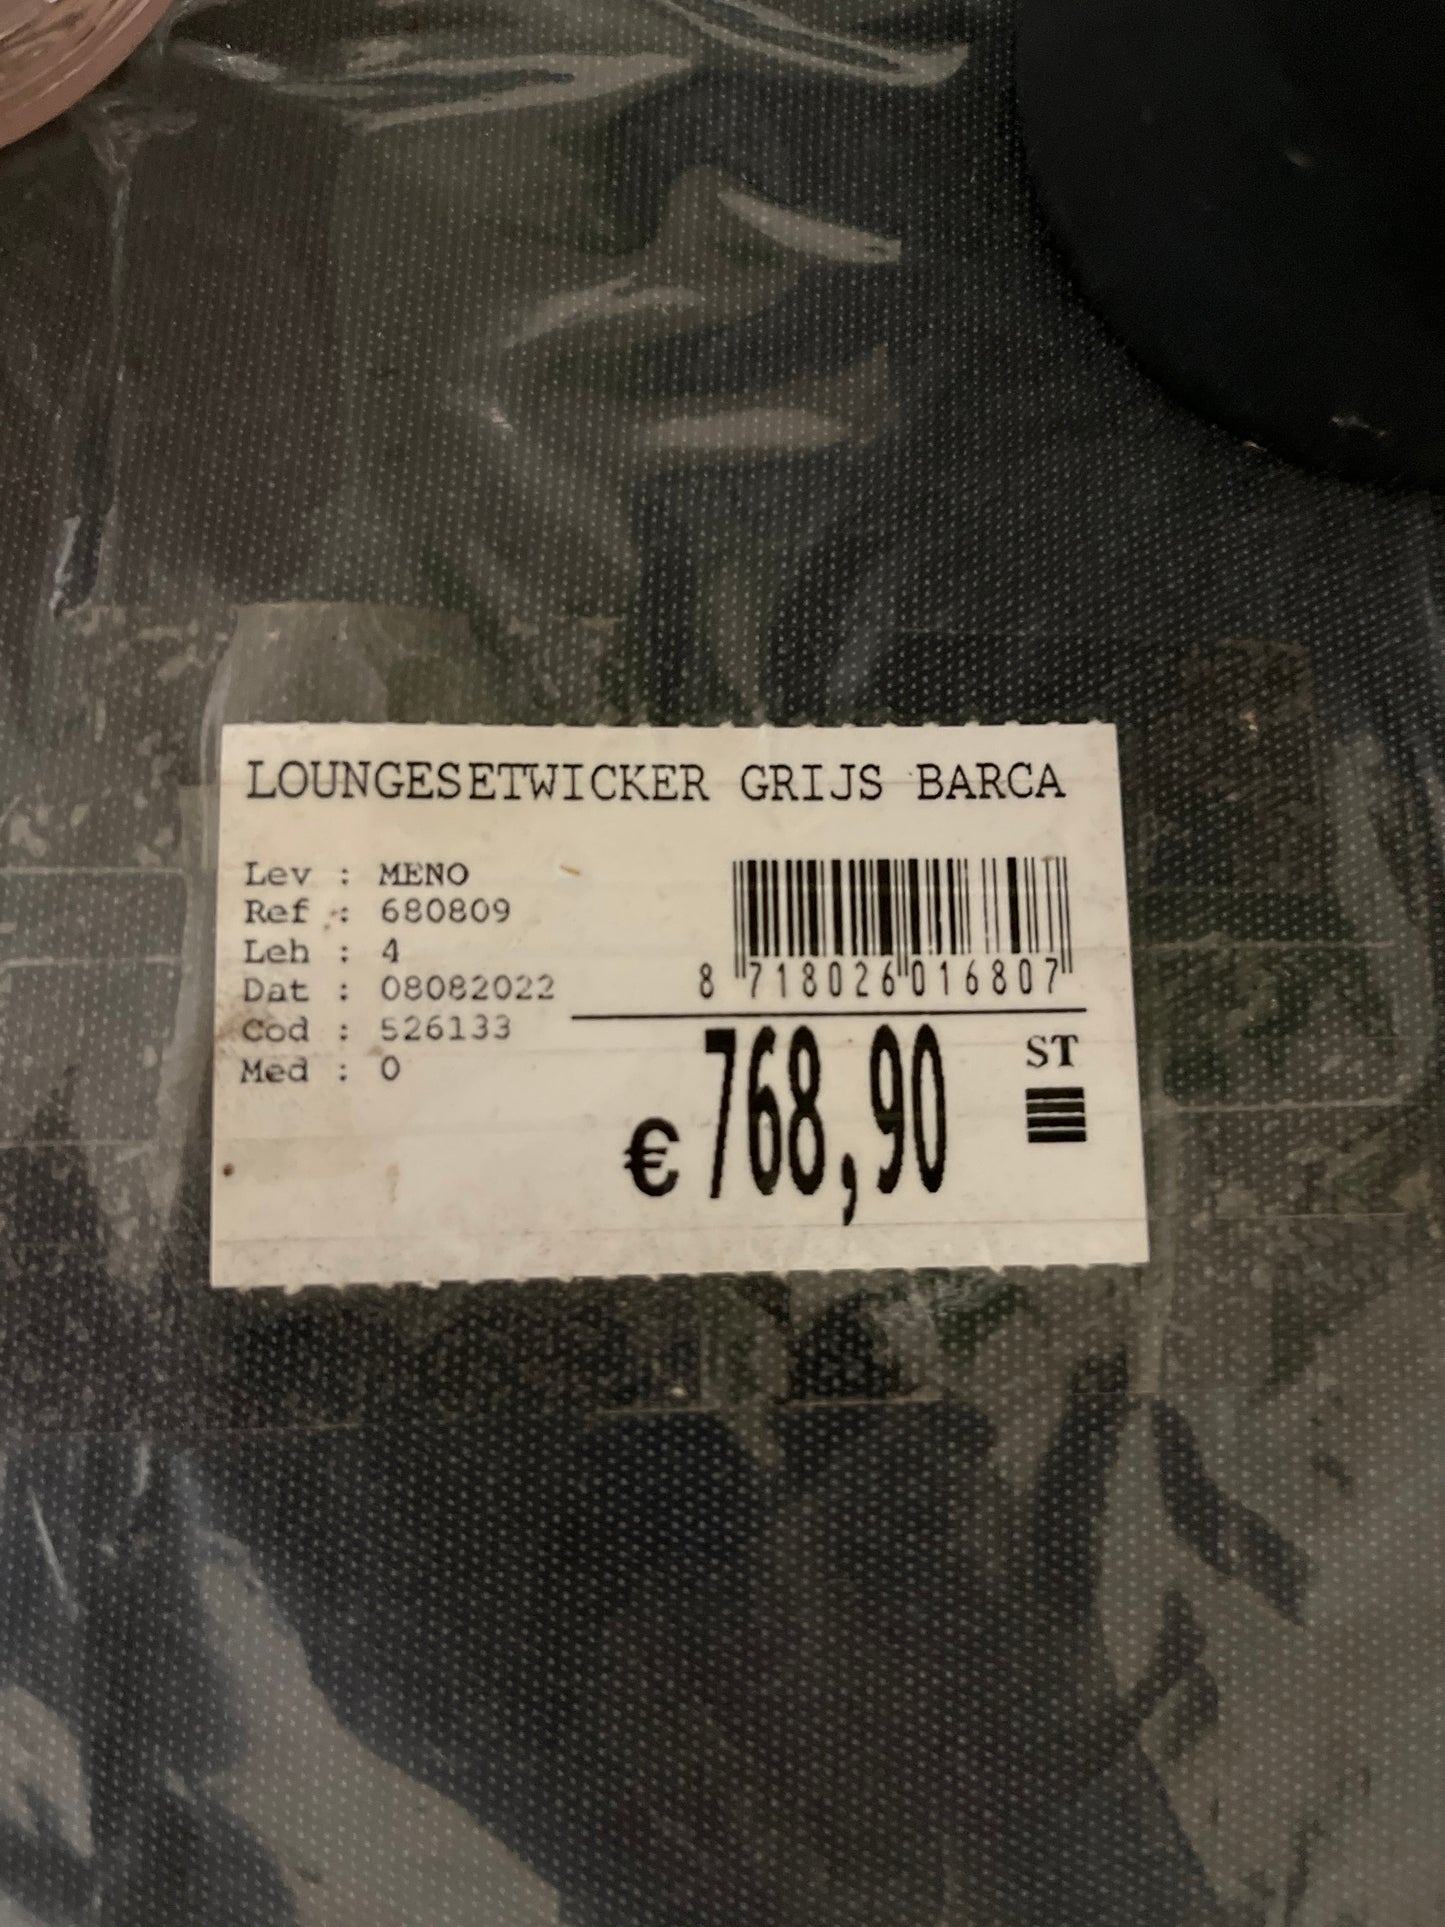 LOUNGESETWICKER GRIJS BARCA
Lev : MENO
Ref : 680809
Leh : 4
Dat : 08082022
Cod : 526133
Med : 0
8 718026 016807
€ 768,90
ST